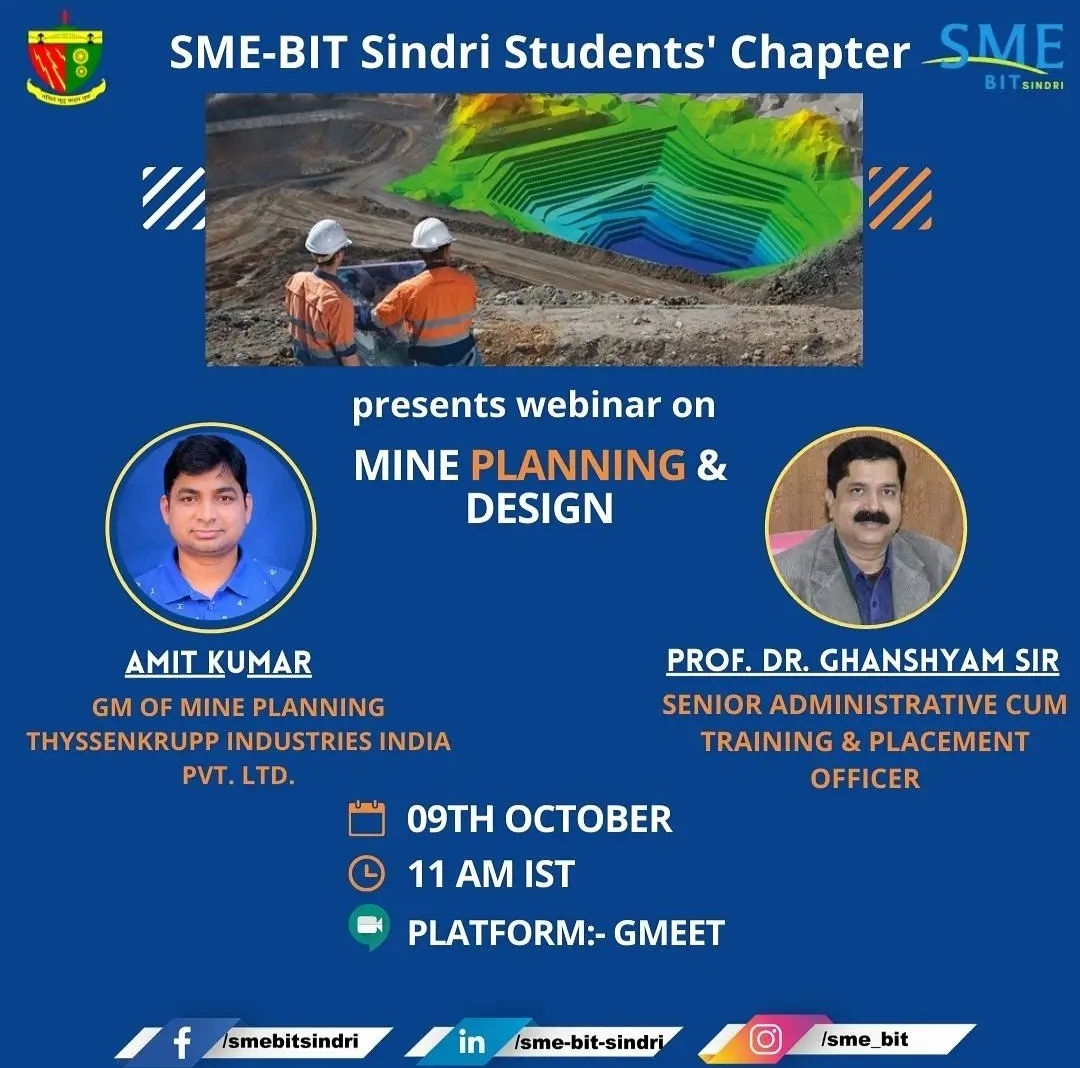 SME-BIT Sindri Students' Chapter
SME
BIT SINDRI
presents webinar on
MINE PLANNING &
DESIGN
AMIT KUMAR
GM OF MINE PLANNING
THYSSENKRUPP INDUSTRIES INDIA
PVT. LTD.
PROF. DR. GHANSHYAM SIR
SENIOR ADMINISTRATIVE CUM
TRAINING & PLACEMENT
OFFICER
09TH OCTOBER
11 AM IST
PLATFORM:- GMEET
/smebitsindri
in
/sme-bit-sindri
/sme_bit